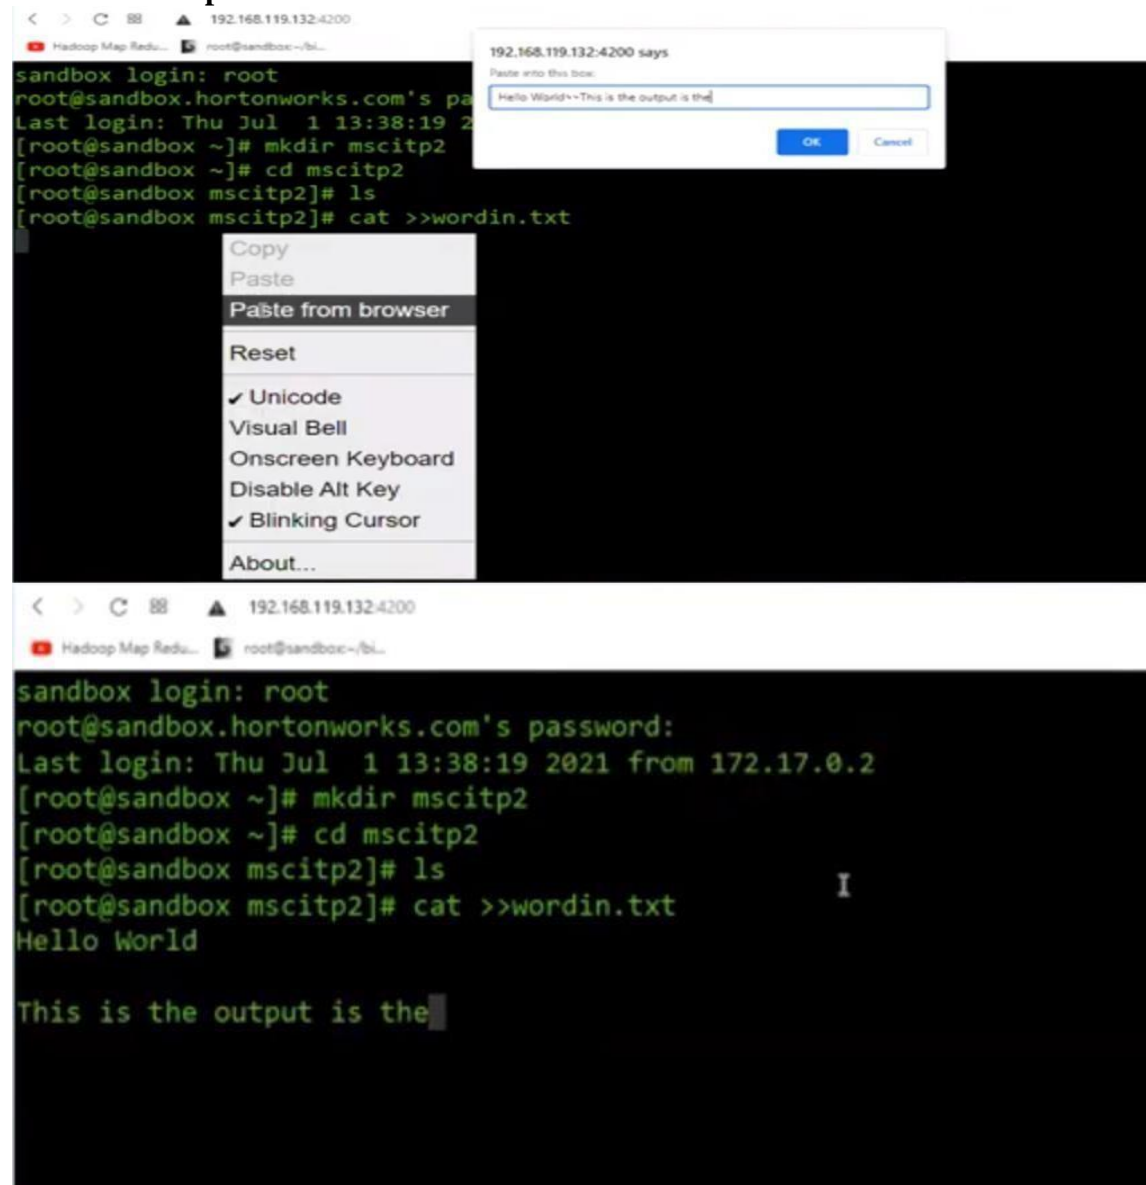 192.168.119.132:4200
Hadoop Map Redu... root@sandbox:~/bi...
192.168.119.132:4200 says
Paste into this box:
Hello World~~This is the output is the
OK Cancel
sandbox login: root
root@sandbox.hortonworks.com's pa
Last login: Thu Jul 1 13:38:19 2
[root@sandbox ~]# mkdir mscitp2
[root@sandbox ~]# cd mscitp2
[root@sandbox mscitp2]# ls
[root@sandbox mscitp2]# cat >>wordin.txt
Copy
Paste
Paste from browser
Reset
✔ Unicode
Visual Bell
Onscreen Keyboard
Disable Alt Key
✔ Blinking Cursor
About...
192.168.119.132:4200
Hadoop Map Redu... root@sandbox:~/bi...
sandbox login: root
root@sandbox.hortonworks.com's password:
Last login: Thu Jul 1 13:38:19 2021 from 172.17.0.2
[root@sandbox ~]# mkdir mscitp2
[root@sandbox ~]# cd mscitp2
[root@sandbox mscitp2]# ls
[root@sandbox mscitp2]# cat >>wordin.txt
Hello World
This is the output is the